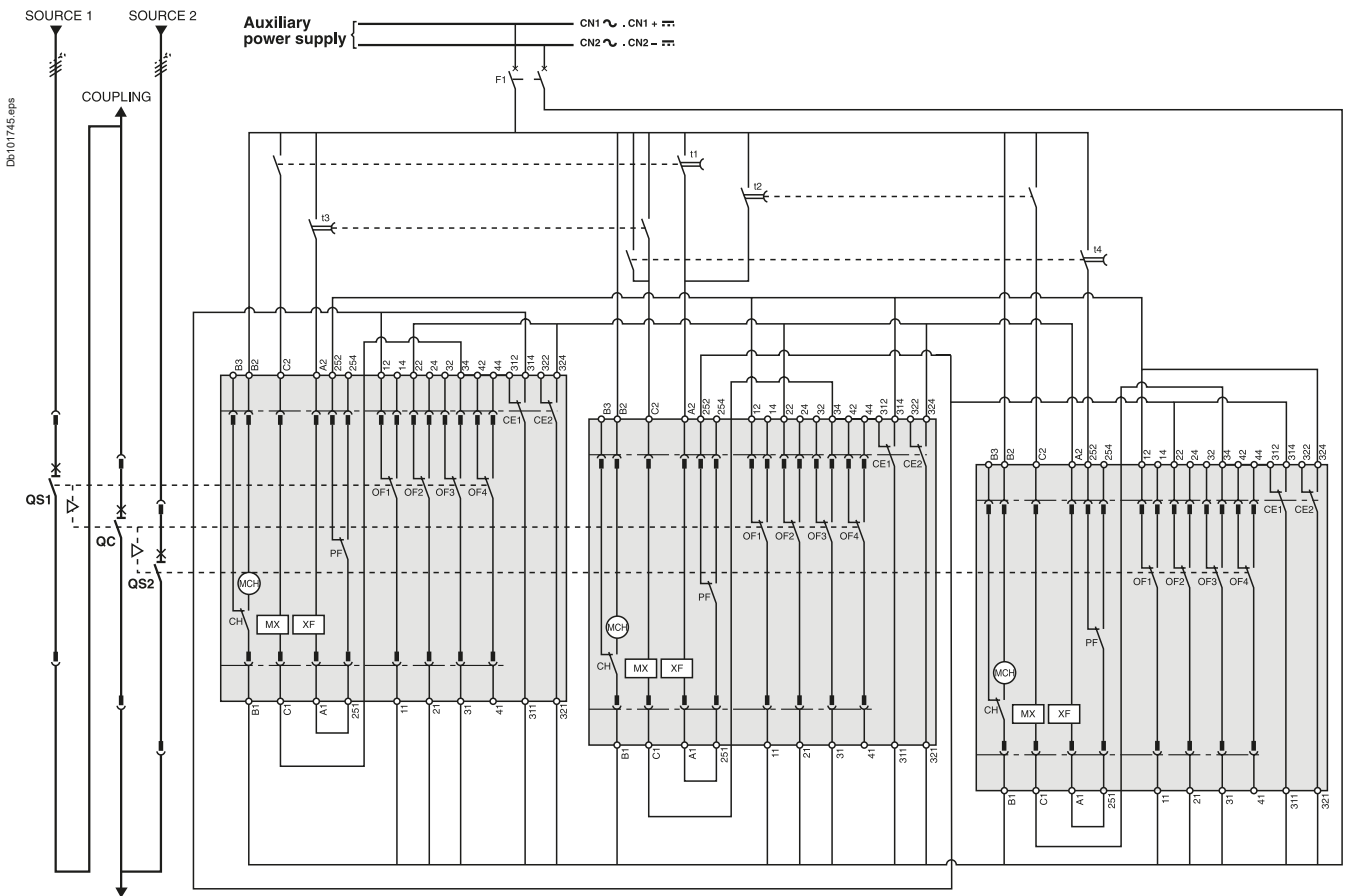 SOURCE 1 SOURCE 2
Auxiliary
power supply
CN1 ∿ . CN1 + ⎓
CN2 ∿ . CN2 – ⎓
COUPLING
Db101745.eps
F1
t1
t2
t3
t4
B3 B2 C2 A2 252 254 12 14 22 24 32 34 42 44 312 314 322 324
CE1 CE2
OF1 OF2 OF3 OF4
PF
MCH
CH MX XF
B1 C1 A1 251 11 21 31 41 311 321
B3 B2 C2 A2 252 254 12 14 22 24 32 34 42 44 312 314 322 324
CE1 CE2
OF1 OF2 OF3 OF4
PF
MCH
CH MX XF
B1 C1 A1 251 11 21 31 41 311 321
B3 B2 C2 A2 252 254 12 14 22 24 32 34 42 44 312 314 322 324
CE1 CE2
OF1 OF2 OF3 OF4
PF
MCH
CH MX XF
B1 C1 A1 251 11 21 31 41 311 321
QS1
QC
QS2